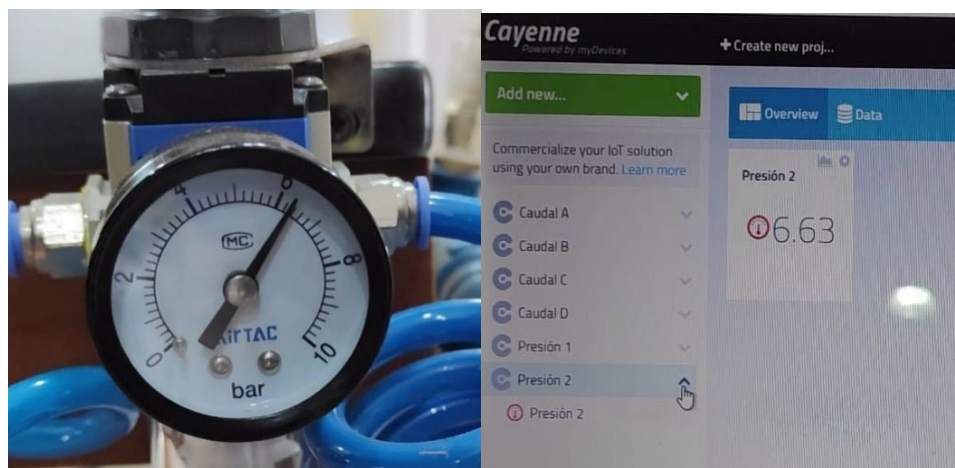 4
6
MC
2
8
AirTAC
0
10
bar
Cayenne
Powered by myDevices
+ Create new proj...
Add new...
Overview
Data
Commercialize your IoT solution
using your own brand. Learn more
Presión 2
6.63
Caudal A
Caudal B
Caudal C
Caudal D
Presión 1
Presión 2
Presión 2